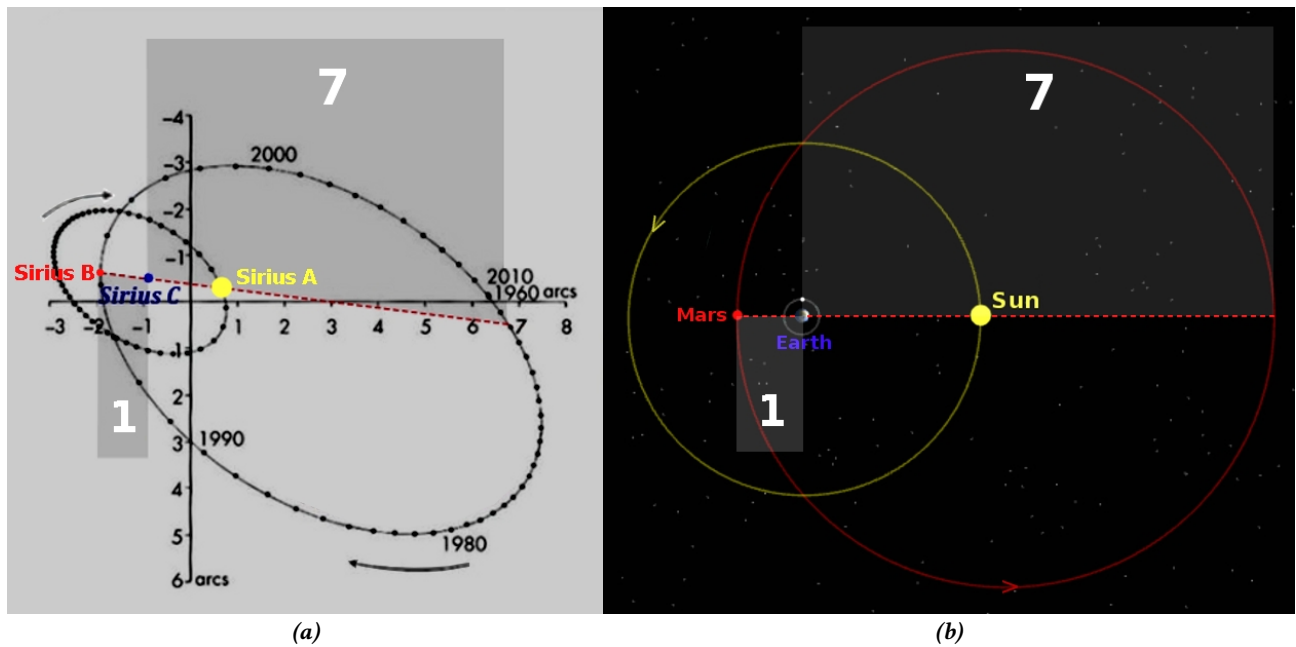 7
-4
2000
-3
-2
-1
Sirius B
Sirius A
Sirius C
2010
1960 arcs
-3 -2 -1 1 2 3 4 5 6 7 8
1
2
3
4
5
6 arcs
1990
1980
1
(a)
7
Mars
Earth
Sun
1
(b)